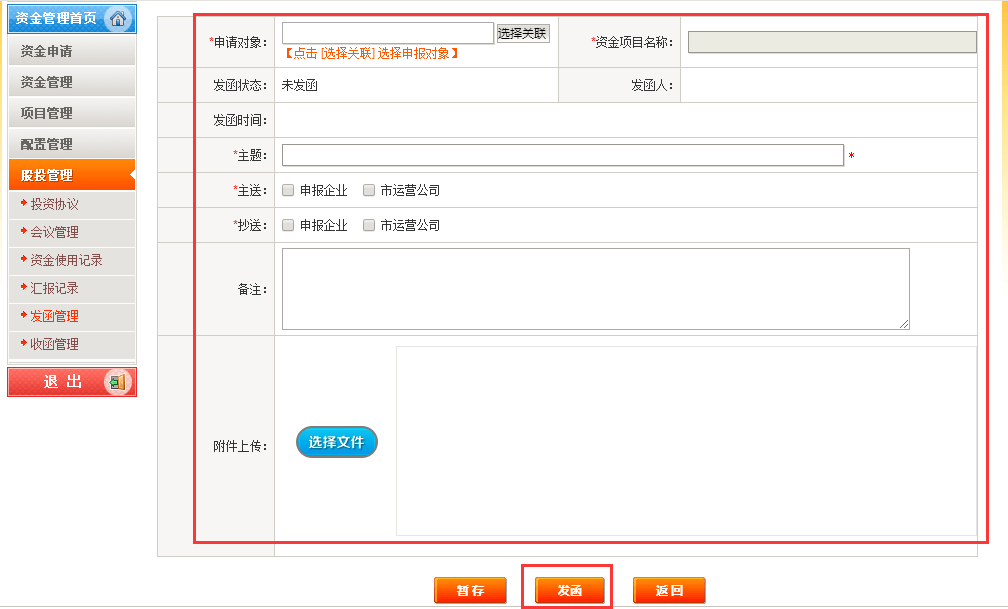 资金管理首页
资金申请
资金管理
项目管理
配置管理
股投管理
投资协议
会议管理
资金使用记录
汇报记录
发函管理
收函管理
退 出
*申请对象：
选择关联
【点击 [选择关联] 选择申报对象】
*资金项目名称：
发函状态：
未发函
发函人：
发函时间：
*主题：
*
*主送：
申报企业
市运营公司
*抄送：
申报企业
市运营公司
备注：
附件上传：
选择文件
暂存
发函
返回